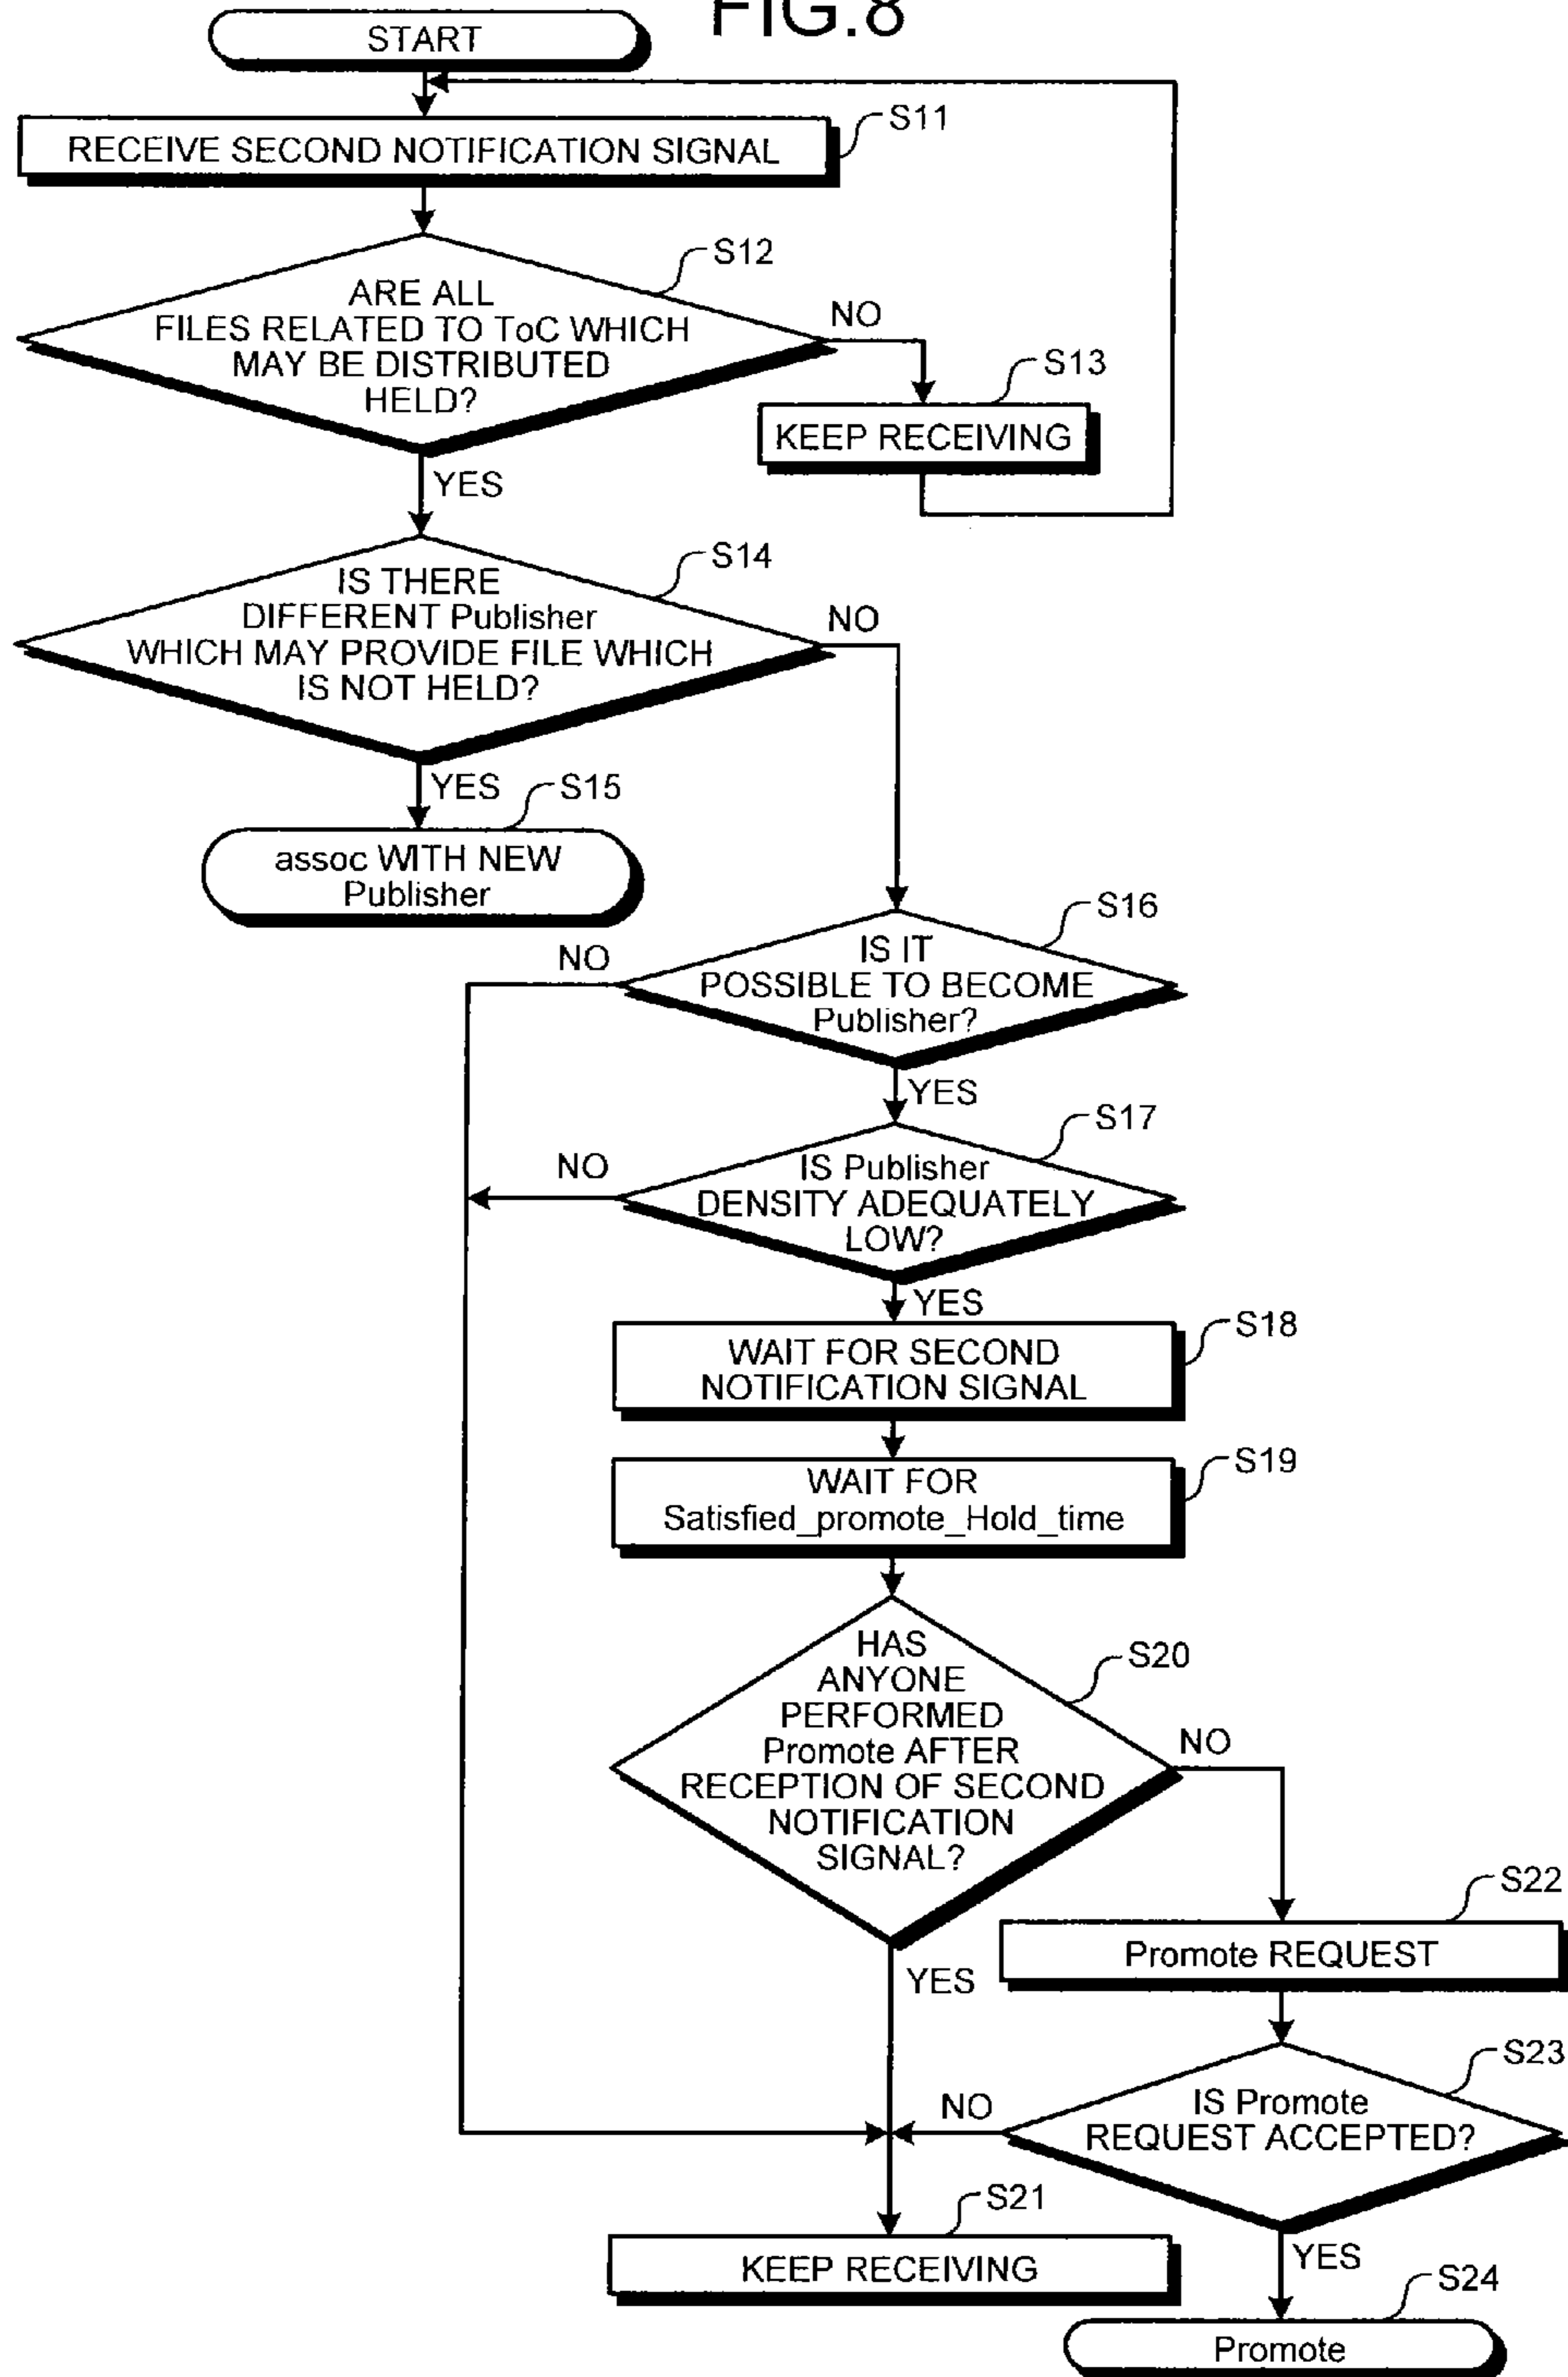 FIG.8
START
S11
RECEIVE SECOND NOTIFICATION SIGNAL
S12
ARE ALL
FILES RELATED TO ToC WHICH
MAY BE DISTRIBUTED
HELD?
NO
S13
KEEP RECEIVING
YES
S14
IS THERE
DIFFERENT Publisher
WHICH MAY PROVIDE FILE WHICH
IS NOT HELD?
NO
YES
S15
assoc WITH NEW
Publisher
S16
IS IT
POSSIBLE TO BECOME
Publisher?
NO
YES
S17
IS Publisher
DENSITY ADEQUATELY
LOW?
NO
YES
S18
WAIT FOR SECOND
NOTIFICATION SIGNAL
S19
WAIT FOR
Satisfied_promote_Hold_time
S20
HAS
ANYONE
PERFORMED
Promote AFTER
RECEPTION OF SECOND
NOTIFICATION
SIGNAL?
NO
S22
Promote REQUEST
YES
S23
IS Promote
REQUEST ACCEPTED?
NO
S21
KEEP RECEIVING
YES
S24
Promote